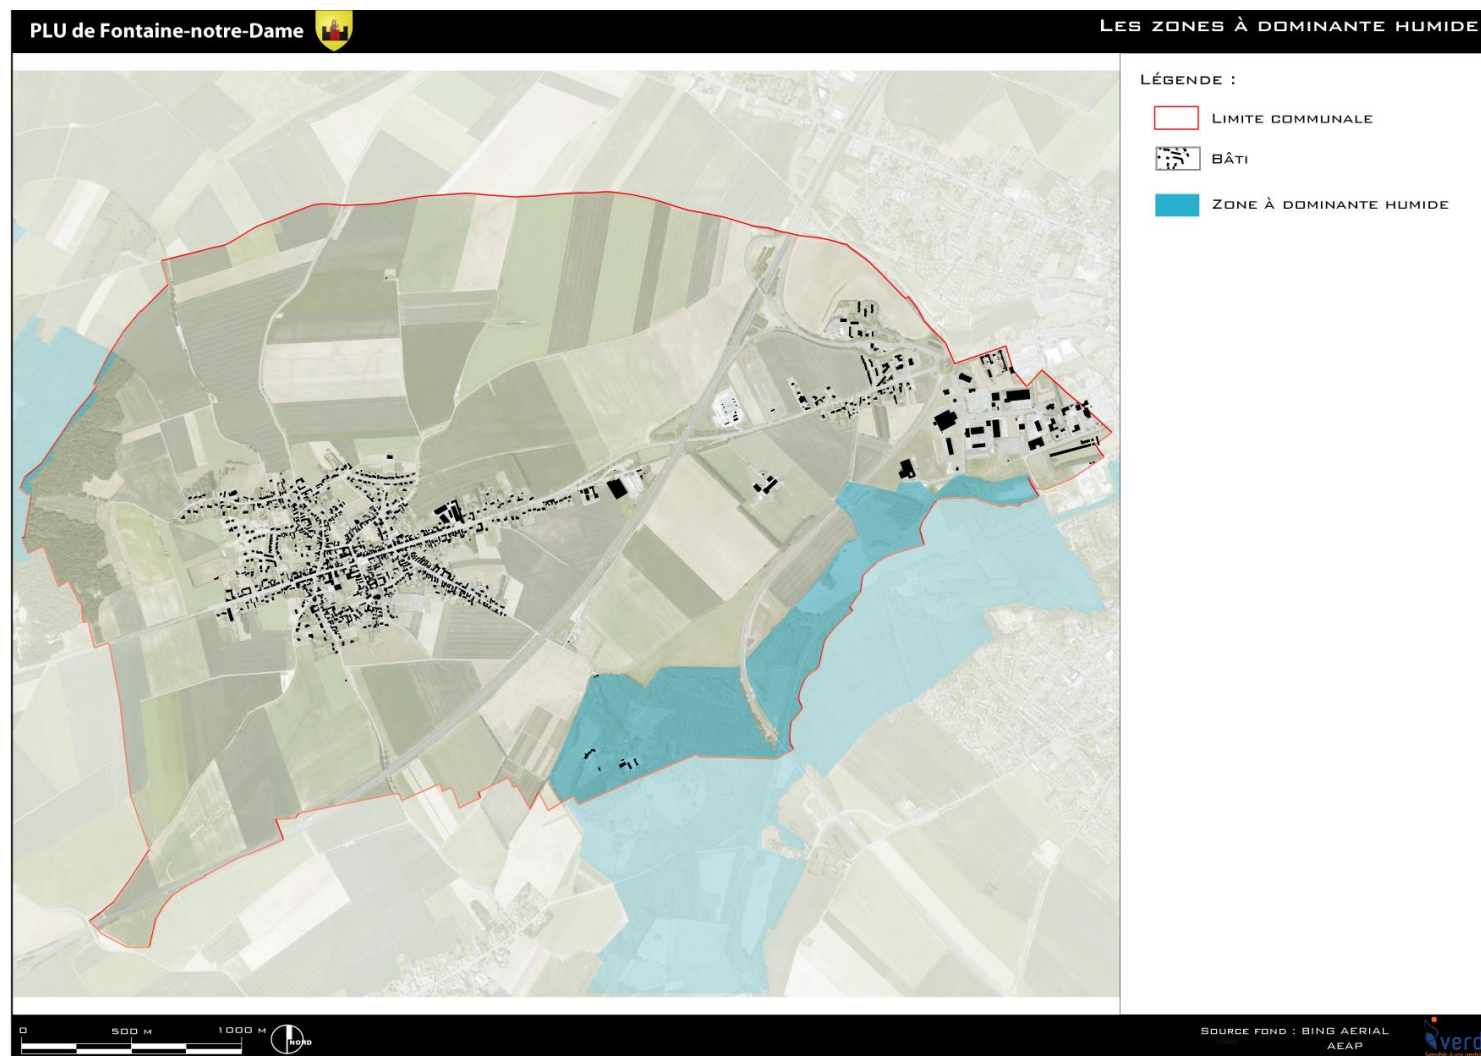 PLU de Fontaine-notre-Dame
LES ZONES À DOMINANTE HUMIDE
LÉGENDE :
LIMITE COMMUNALE
BÂTI
ZONE À DOMINANTE HUMIDE
0 500 M 1000 M
NORD
SOURCE FOND : BING AERIAL
AEAP